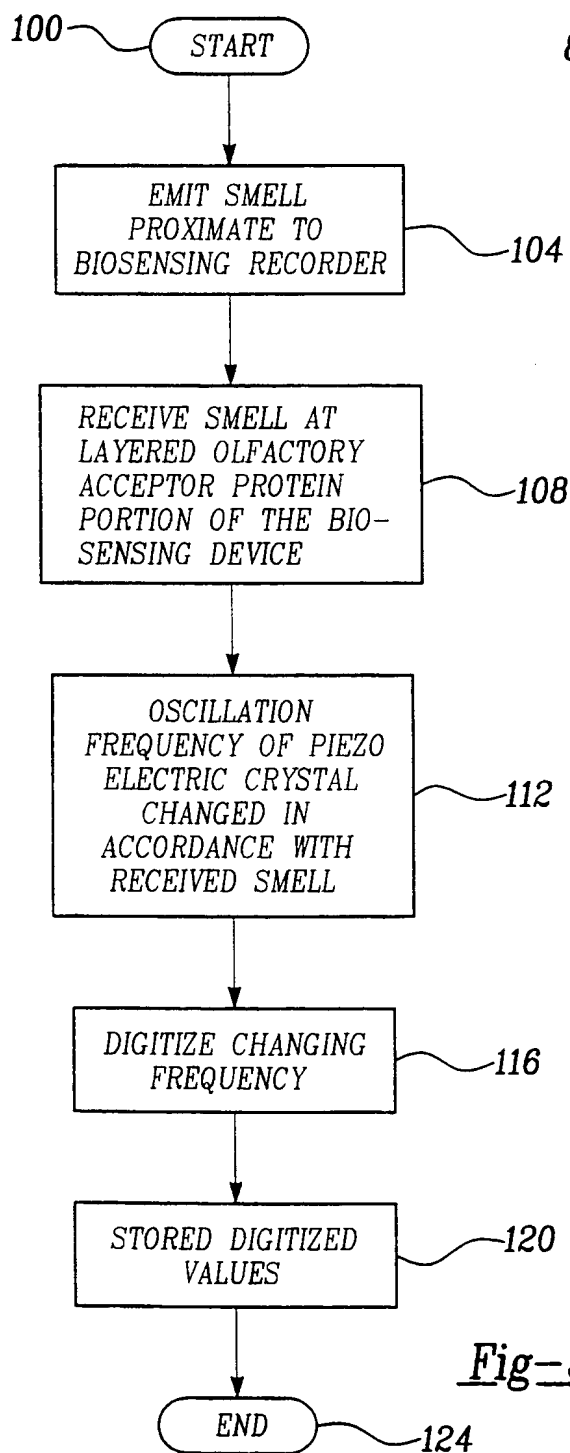 100
START
EMIT SMELL
PROXIMATE TO
BIOSENSING RECORDER
104
RECEIVE SMELL AT
LAYERED OLFACTORY
ACCEPTOR PROTEIN
PORTION OF THE BIO-
SENSING DEVICE
108
OSCILLATION
FREQUENCY OF PIEZO
ELECTRIC CRYSTAL
CHANGED IN
ACCORDANCE WITH
RECEIVED SMELL
112
DIGITIZE CHANGING
FREQUENCY
116
STORED DIGITIZED
VALUES
120
Fig-
END
124